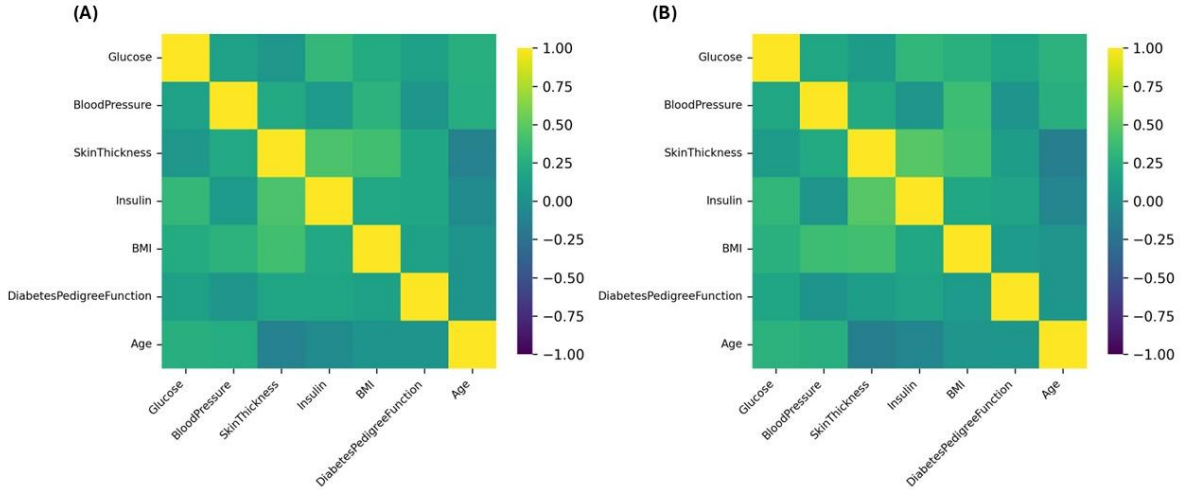 (A)
Glucose
BloodPressure
SkinThickness
Insulin
BMI
DiabetesPedigreeFunction
Age
Glucose
BloodPressure
SkinThickness
Insulin
BMI
DiabetesPedigreeFunction
Age
1.00
0.75
0.50
0.25
0.00
−0.25
−0.50
−0.75
−1.00
(B)
Glucose
BloodPressure
SkinThickness
Insulin
BMI
DiabetesPedigreeFunction
Age
Glucose
BloodPressure
SkinThickness
Insulin
BMI
DiabetesPedigreeFunction
Age
1.00
0.75
0.50
0.25
0.00
−0.25
−0.50
−0.75
−1.00